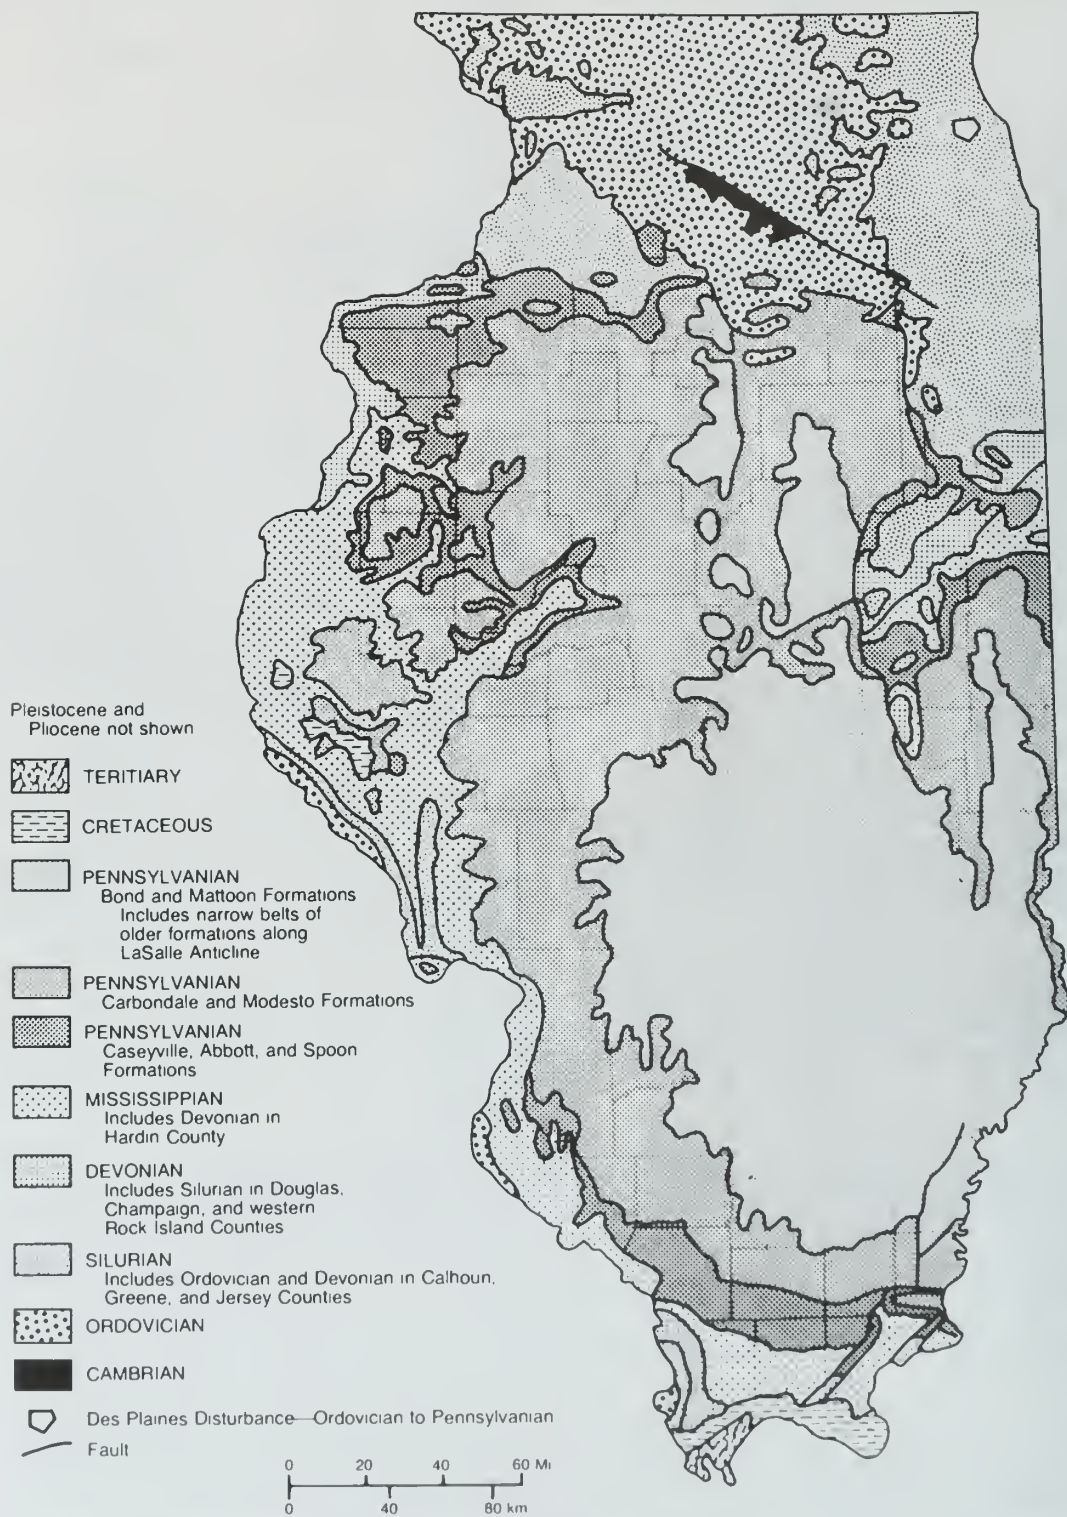 Pleistocene and
Pliocene not shown
TERITIARY
CRETACEOUS
PENNSYLVANIAN
Bond and Mattoon Formations
Includes narrow belts of
older formations along
LaSalle Anticline
PENNSYLVANIAN
Carbondale and Modesto Formations
PENNSYLVANIAN
Caseyville, Abbott, and Spoon
Formations
MISSISSIPPIAN
Includes Devonian in
Hardin County
DEVONIAN
Includes Silurian in Douglas,
Champaign, and western
Rock Island Counties
SILURIAN
Includes Ordovician and Devonian in Calhoun,
Greene, and Jersey Counties
ORDOVICIAN
CAMBRIAN
Des Plaines Disturbance—Ordovician to Pennsylvanian
Fault
0 20 40 60 Mi
0 40 80 km